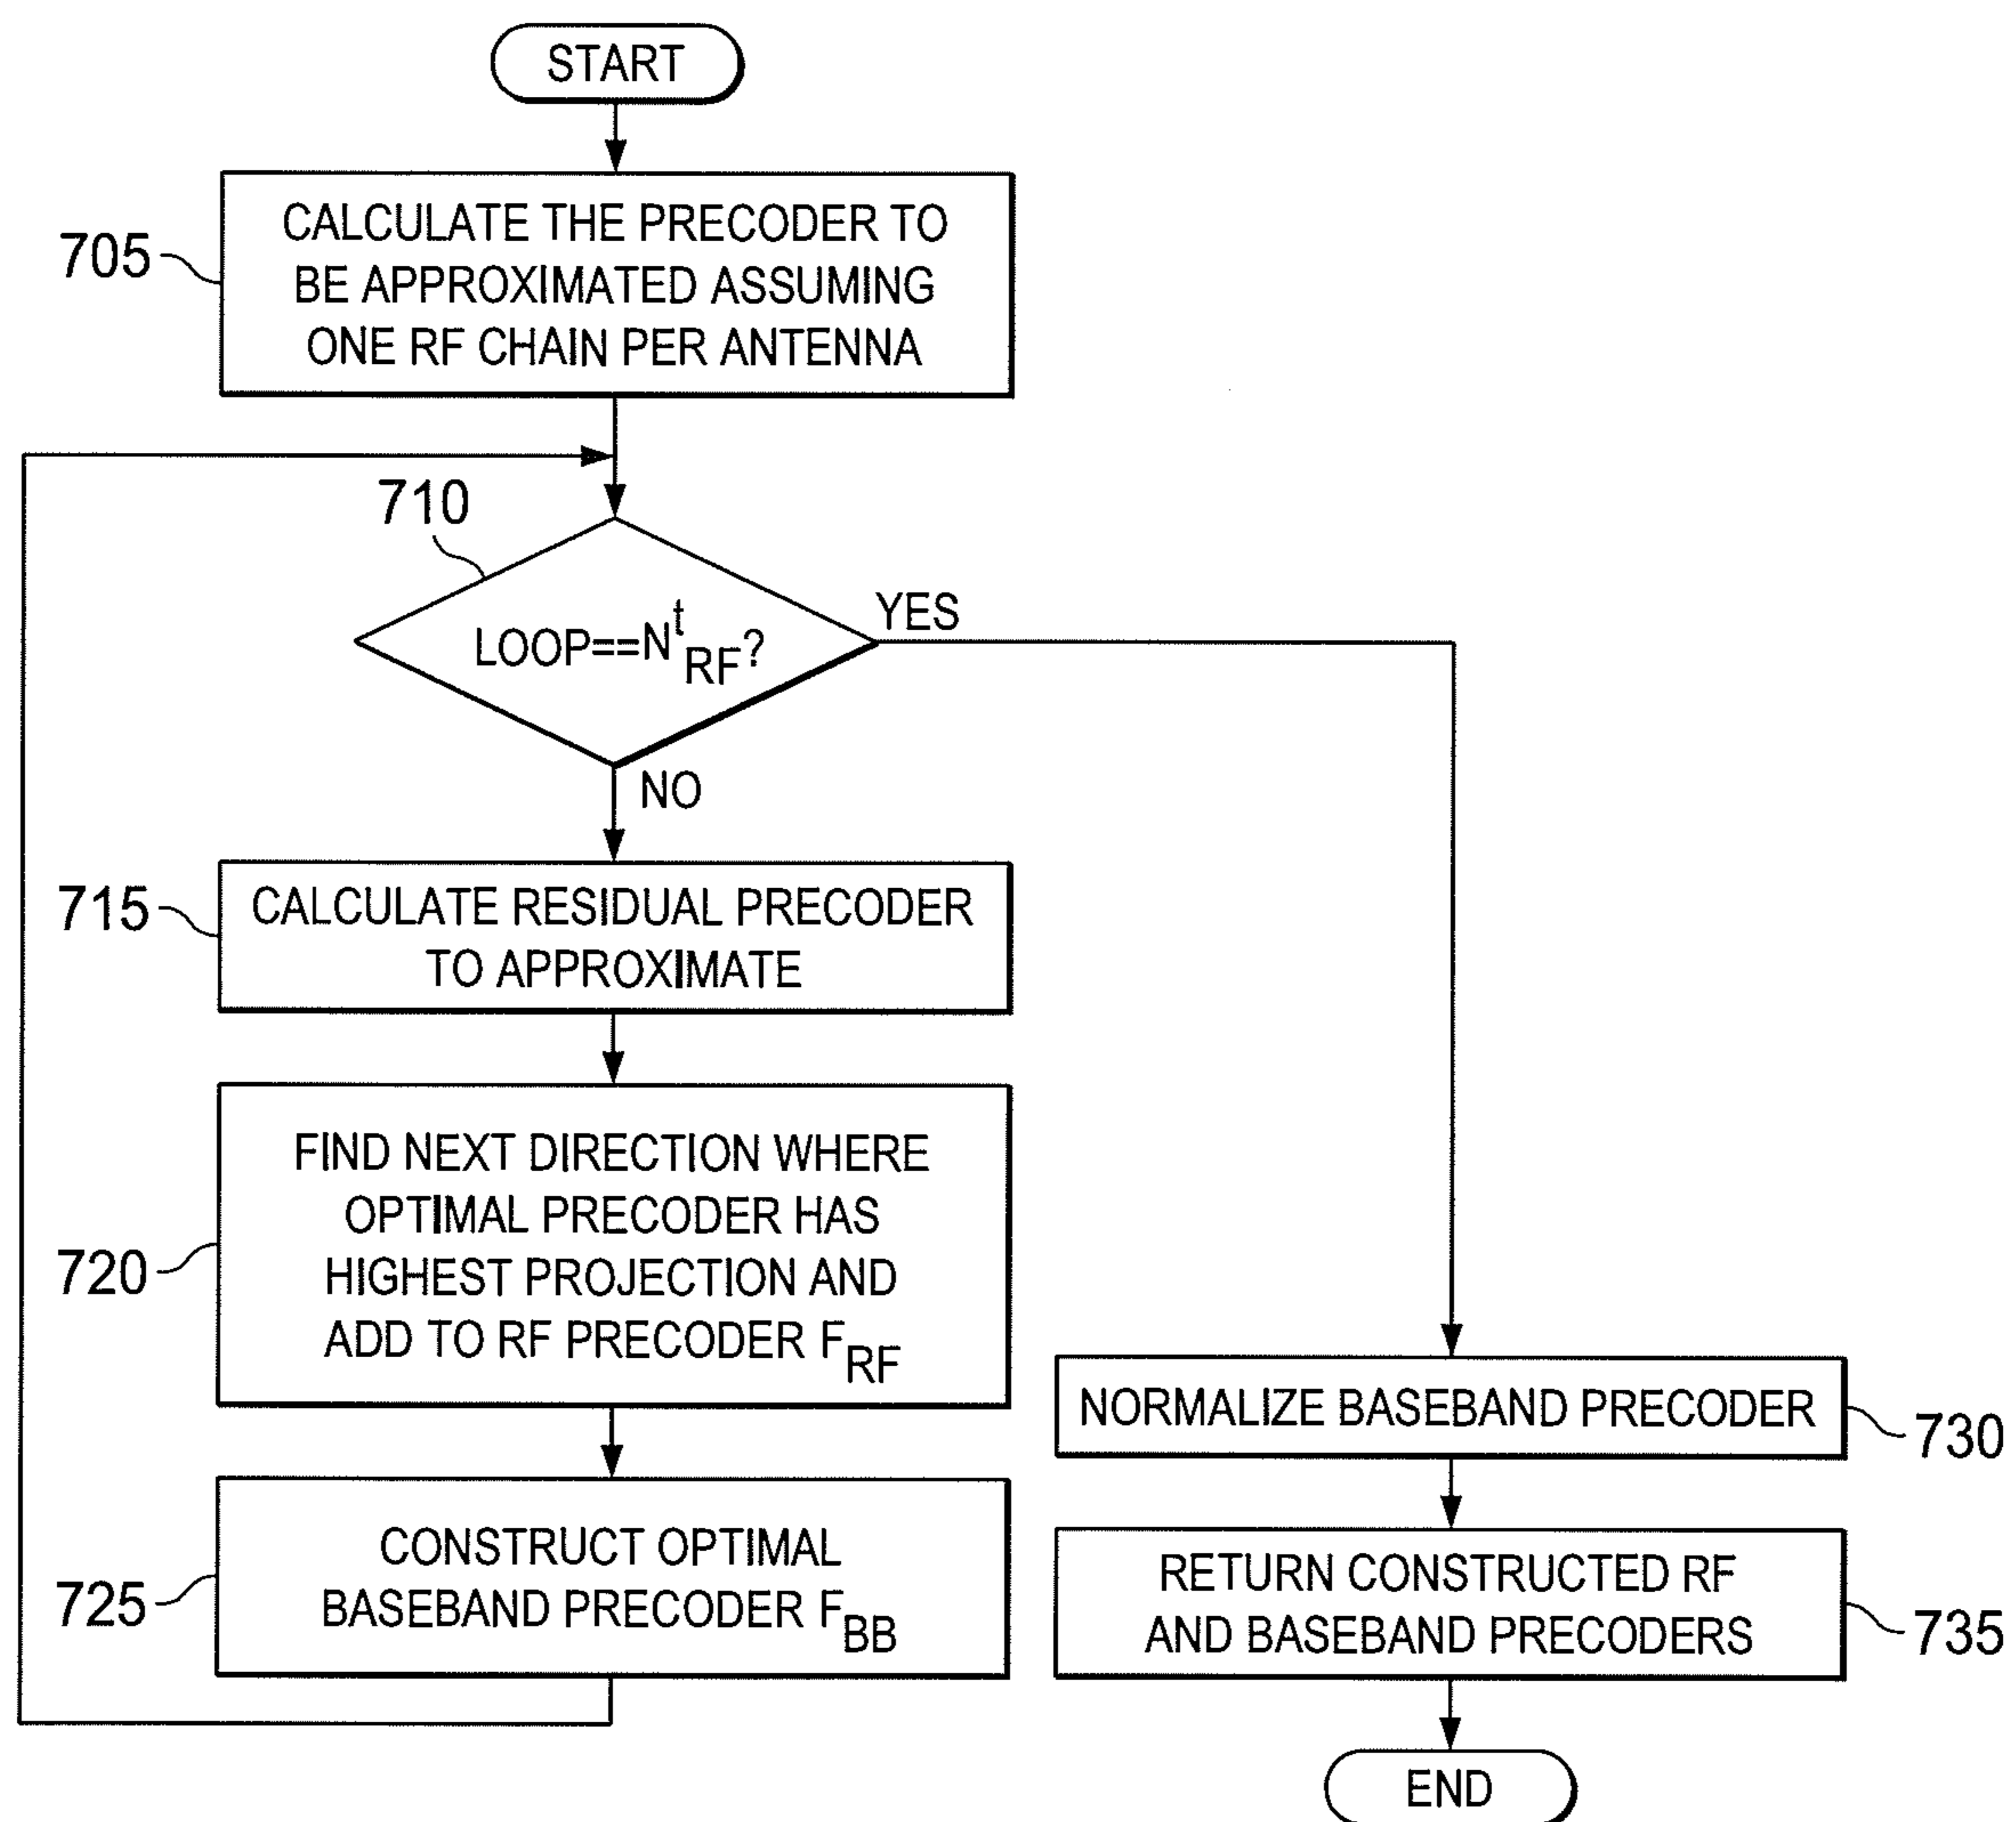 START
705
CALCULATE THE PRECODER TO
BE APPROXIMATED ASSUMING
ONE RF CHAIN PER ANTENNA
710
LOOP==N^t_RF?
YES
NO
715
CALCULATE RESIDUAL PRECODER
TO APPROXIMATE
720
FIND NEXT DIRECTION WHERE
OPTIMAL PRECODER HAS
HIGHEST PROJECTION AND
ADD TO RF PRECODER F_RF
725
CONSTRUCT OPTIMAL
BASEBAND PRECODER F_BB
NORMALIZE BASEBAND PRECODER
730
RETURN CONSTRUCTED RF
AND BASEBAND PRECODERS
735
END